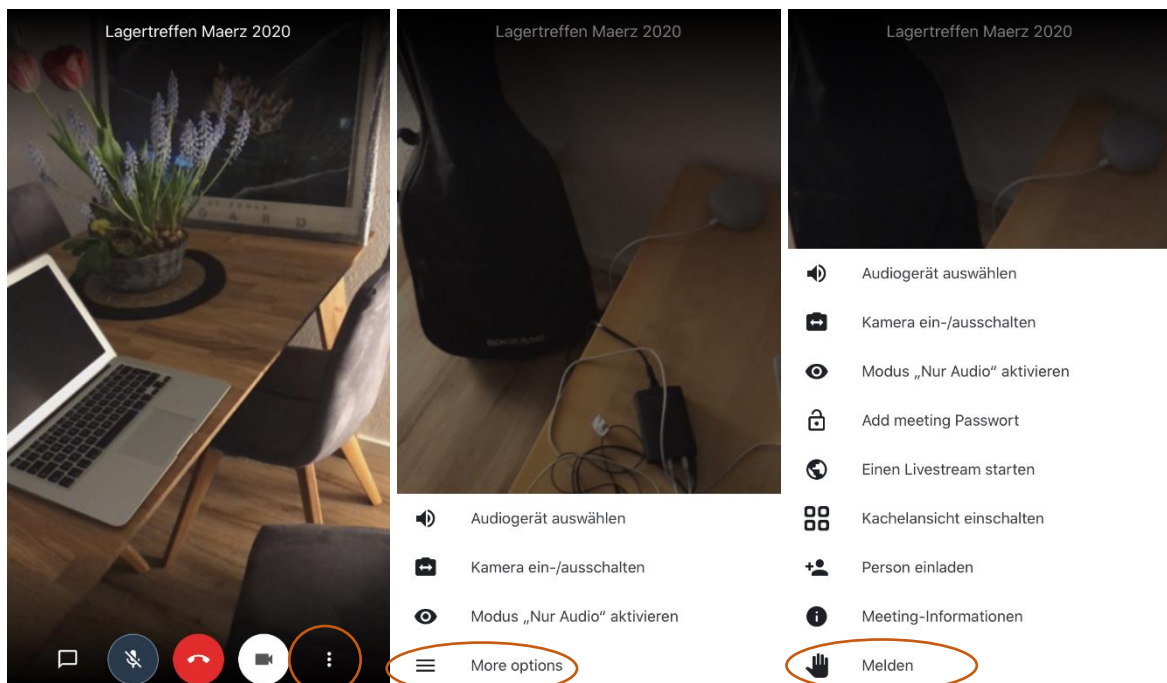 Lagertreffen Maerz 2020
GARD
Lagertreffen Maerz 2020
Audiogerät auswählen
Kamera ein-/ausschalten
Modus „Nur Audio“ aktivieren
More options
Lagertreffen Maerz 2020
Audiogerät auswählen
Kamera ein-/ausschalten
Modus „Nur Audio“ aktivieren
Add meeting Passwort
Einen Livestream starten
Kachelansicht einschalten
Person einladen
Meeting-Informationen
Melden